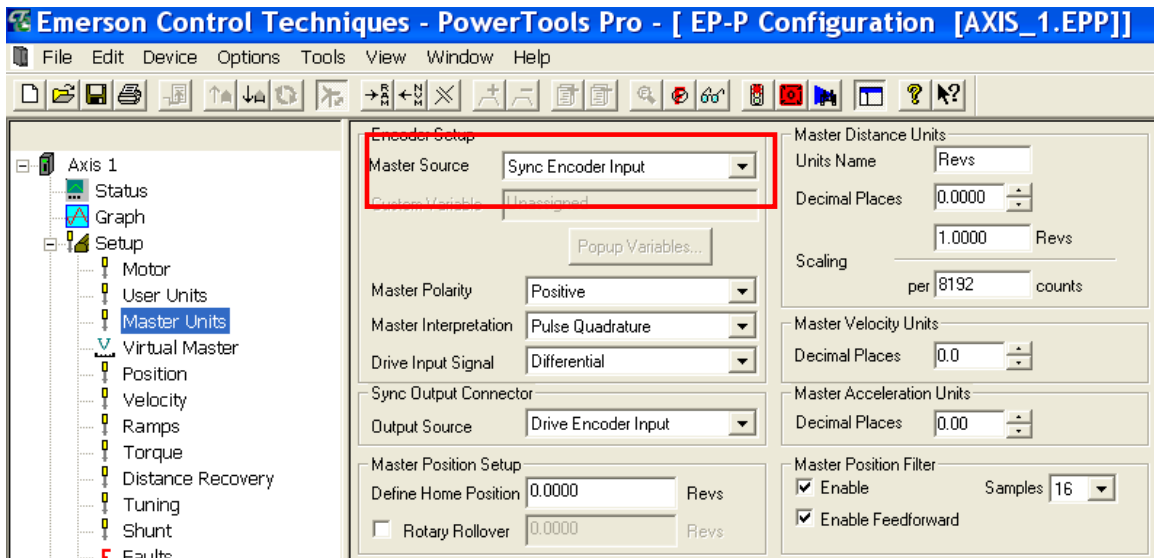 Emerson Control Techniques - PowerTools Pro - [ EP-P Configuration [AXIS_1.EPP]]
File Edit Device Options Tools View Window Help
Axis 1
Status
Graph
Setup
Motor
User Units
Master Units
Virtual Master
Position
Velocity
Ramps
Torque
Distance Recovery
Tuning
Shunt
Faults
Encoder Setup
Master Source Sync Encoder Input
Custom Variable Unassigned
Popup Variables...
Master Polarity Positive
Master Interpretation Pulse Quadrature
Drive Input Signal Differential
Sync Output Connector
Output Source Drive Encoder Input
Master Position Setup
Define Home Position 0.0000 Revs
Rotary Rollover 0.0000 Revs
Master Distance Units
Units Name Revs
Decimal Places 0.0000
1.0000 Revs
Scaling
per 8192 counts
Master Velocity Units
Decimal Places 0.0
Master Acceleration Units
Decimal Places 0.00
Master Position Filter
Enable Samples 16
Enable Feedforward